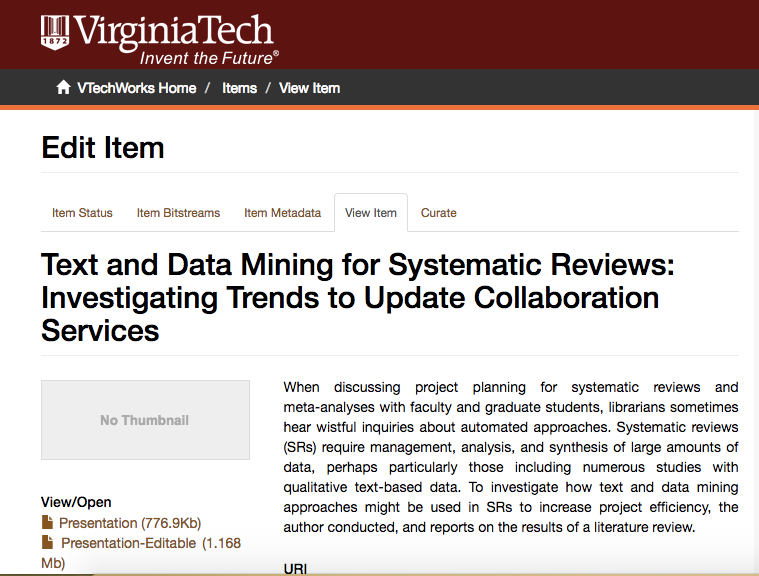 1872
VirginiaTech
Invent the Future®
VTechWorks Home / Items / View Item
Edit Item
Item Status Item Bitstreams Item Metadata View Item Curate
Text and Data Mining for Systematic Reviews:
Investigating Trends to Update Collaboration
Services
No Thumbnail
View/Open
Presentation (776.9Kb)
Presentation-Editable (1.168
Mb)
When discussing project planning for systematic reviews and
meta-analyses with faculty and graduate students, librarians sometimes
hear wistful inquiries about automated approaches. Systematic reviews
(SRs) require management, analysis, and synthesis of large amounts of
data, perhaps particularly those including numerous studies with
qualitative text-based data. To investigate how text and data mining
approaches might be used in SRs to increase project efficiency, the
author conducted, and reports on the results of a literature review.
URI